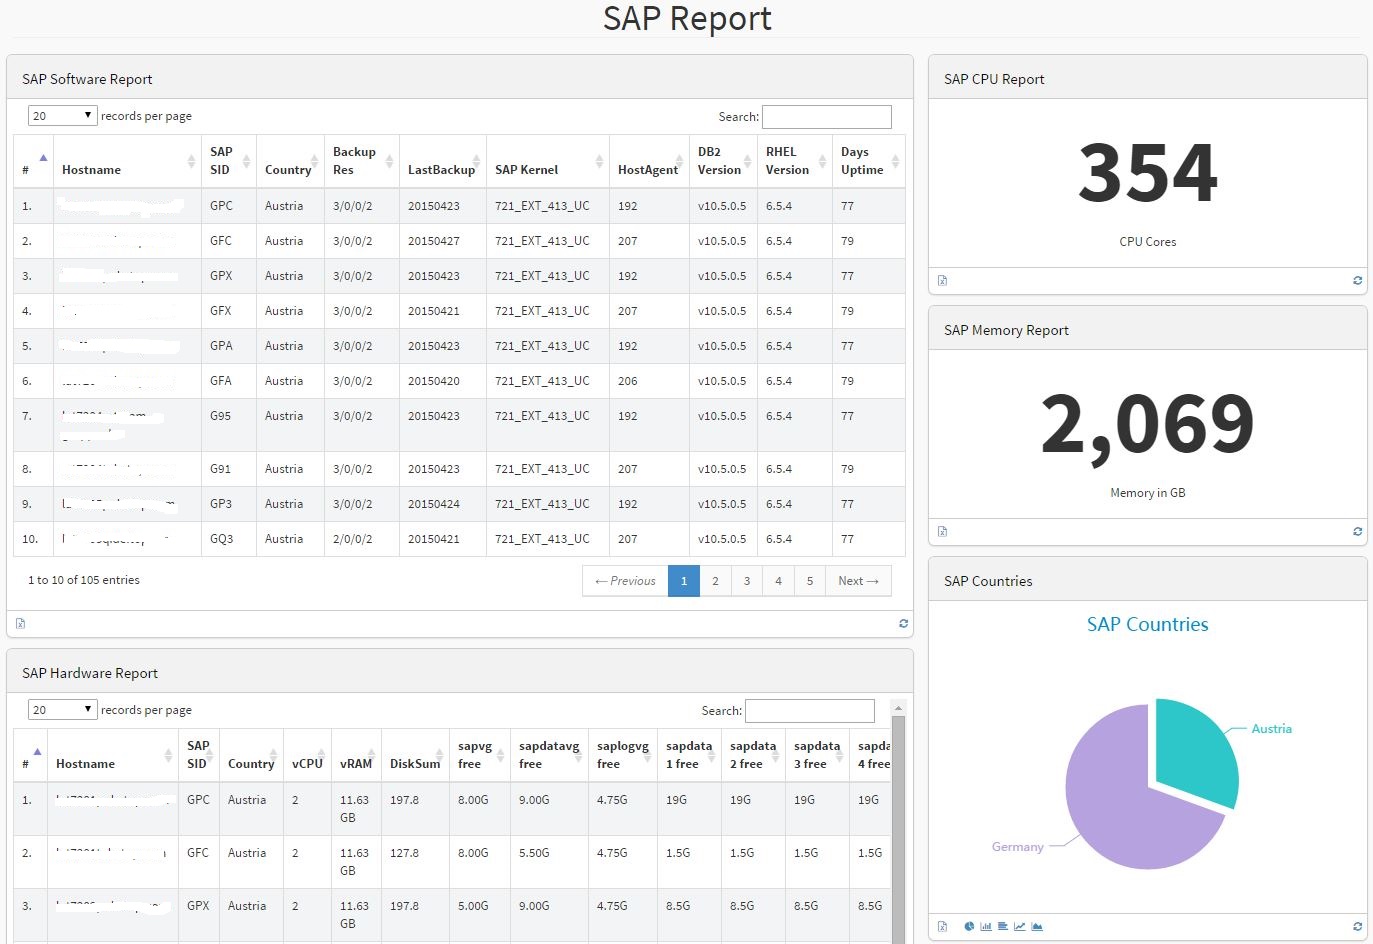 SAP Report
SAP Software Report
20 records per page Search:
# Hostname SAP SID Country Backup Res LastBackup SAP Kernel HostAgent DB2 Version RHEL Version Days Uptime
1. GPC Austria 3/0/0/2 20150423 721_EXT_413_UC 192 v10.5.0.5 6.5.4 77
2. GFC Austria 3/0/0/2 20150427 721_EXT_413_UC 207 v10.5.0.5 6.5.4 79
3. GPX Austria 3/0/0/2 20150423 721_EXT_413_UC 192 v10.5.0.5 6.5.4 77
4. GFX Austria 3/0/0/2 20150421 721_EXT_413_UC 207 v10.5.0.5 6.5.4 79
5. GPA Austria 3/0/0/2 20150423 721_EXT_413_UC 192 v10.5.0.5 6.5.4 77
6. GFA Austria 3/0/0/2 20150420 721_EXT_413_UC 206 v10.5.0.5 6.5.4 79
7. G95 Austria 3/0/0/2 20150423 721_EXT_413_UC 192 v10.5.0.5 6.5.4 77
8. G91 Austria 3/0/0/2 20150423 721_EXT_413_UC 207 v10.5.0.5 6.5.4 79
9. GP3 Austria 3/0/0/2 20150424 721_EXT_413_UC 192 v10.5.0.5 6.5.4 77
10. GQ3 Austria 2/0/0/2 20150421 721_EXT_413_UC 207 v10.5.0.5 6.5.4 77
1 to 10 of 105 entries ← Previous 1 2 3 4 5 Next →
SAP Hardware Report
20 records per page Search:
# Hostname SAP SID Country vCPU vRAM DiskSum sapvg free sapdatavg free saplogvg free sapdata 1 free sapdata 2 free sapdata 3 free sapda 4 free
1. GPC Austria 2 11.63 GB 197.8 8.00G 9.00G 4.75G 19G 19G 19G 19G
2. GFC Austria 2 11.63 GB 127.8 8.00G 5.50G 4.75G 1.5G 1.5G 1.5G 1.5G
3. GPX Austria 2 11.63 GB 197.8 5.00G 9.00G 4.75G 8.5G 8.5G 8.5G 8.5G
SAP CPU Report
354
CPU Cores
SAP Memory Report
2,069
Memory in GB
SAP Countries
SAP Countries
Austria
Germany